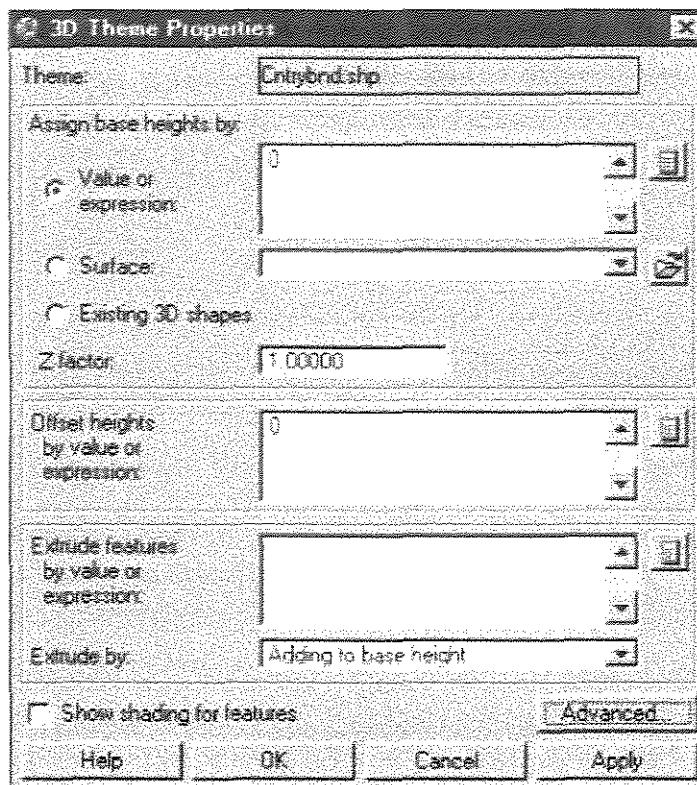 3D Theme Properties
Theme: Cntrybnd.shp
Assign base heights by:
Value or expression: 0
Surface:
Existing 3D shapes
Z factor: 1.00000
Offset heights by value or expression: 0
Extrude features by value or expression:
Extrude by: Adding to base height
Show shading for features
Advanced...
Help OK Cancel Apply